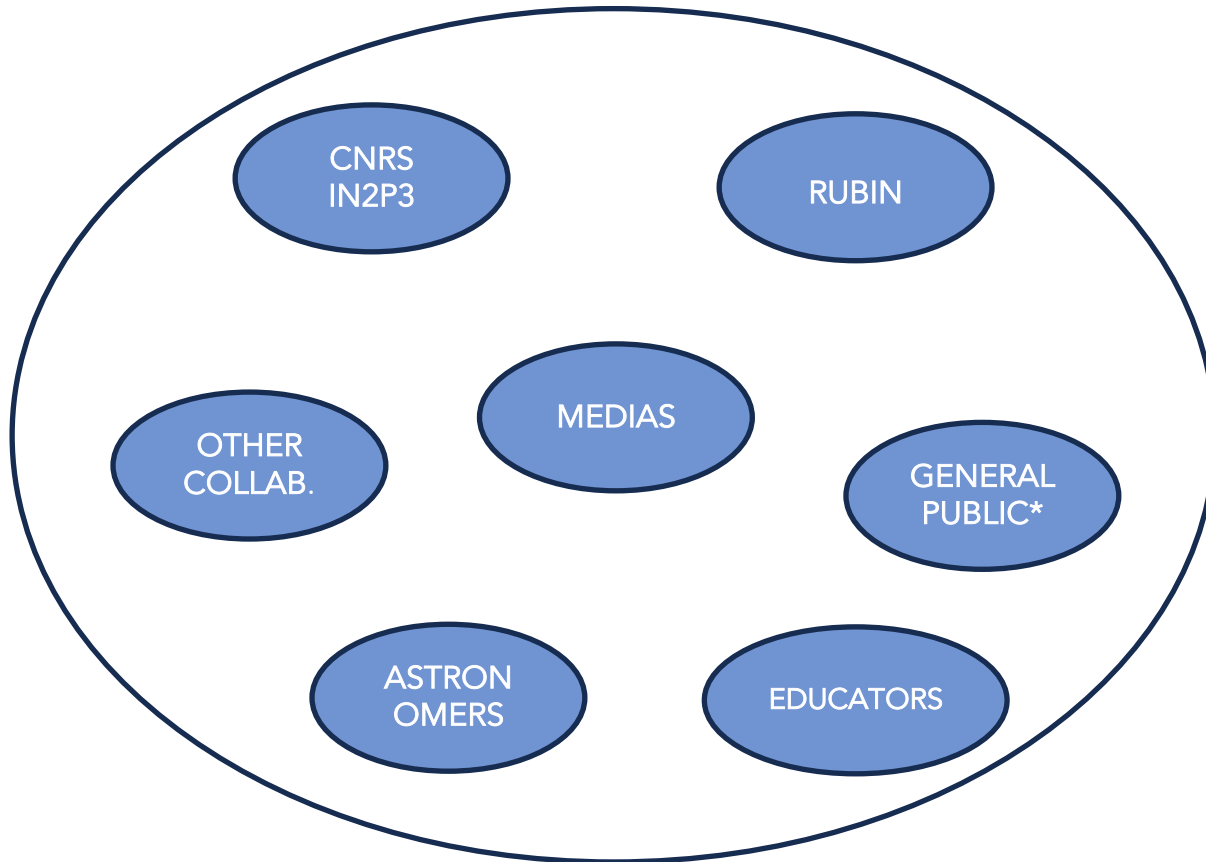 CNRS
IN2P3
RUBIN
MEDIAS
OTHER
COLLAB.
GENERAL
PUBLIC*
ASTRON
OMERS
EDUCATORS